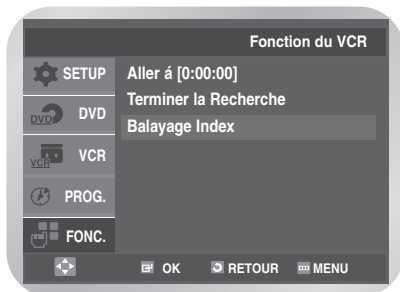 Fonction du VCR
SETUP
Aller á [0:00:00]
Terminer la Recherche
DVD DVD
Balayage Index
VCR VCR
PROG.
FONC.
OK RETOUR MENU